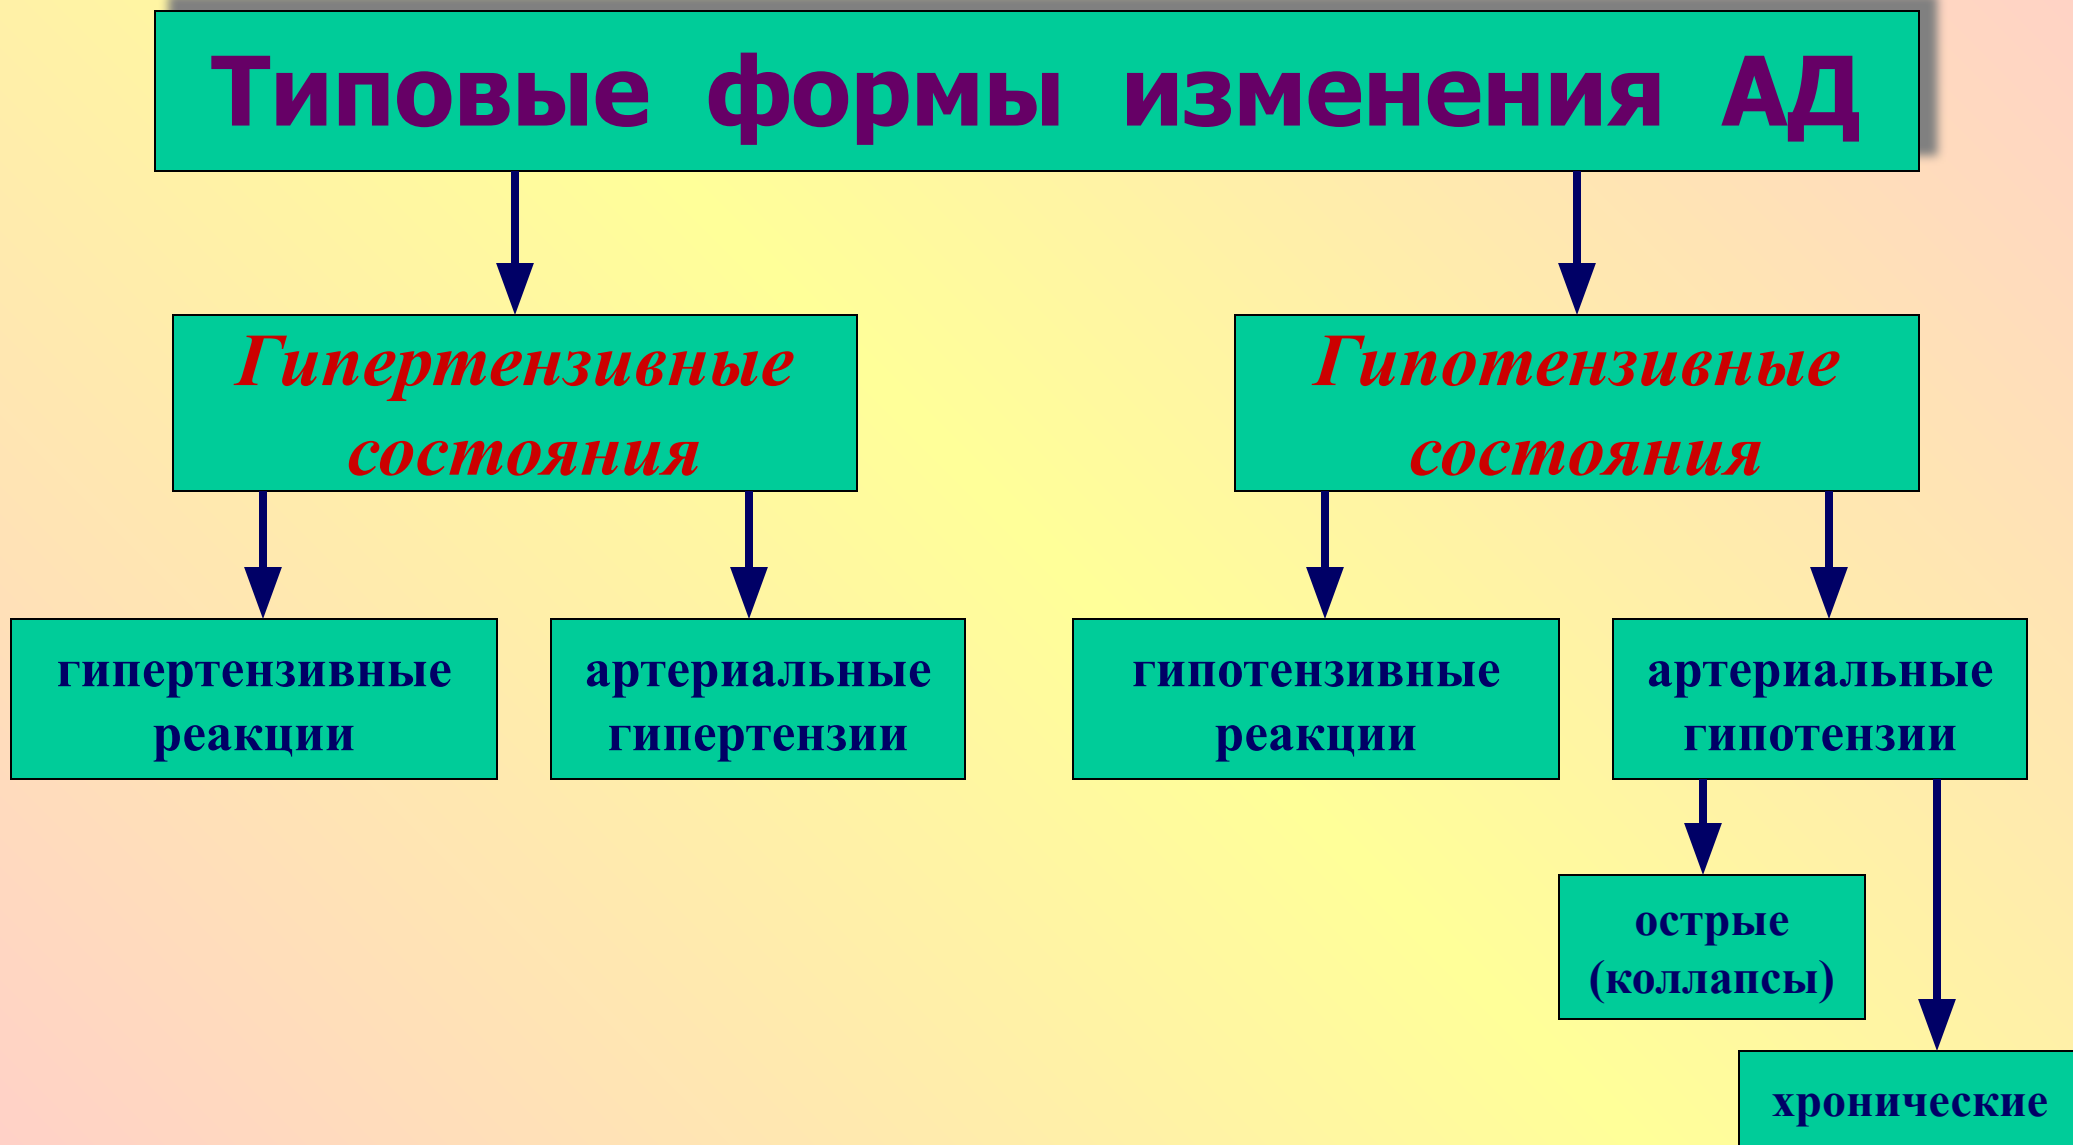 Типовые формы изменения АД
Гипертензивные
состояния
Гипотензивные
состояния
гипертензивные
реакции
артериальные
гипертензии
гипотензивные
реакции
артериальные
гипотензии
острые
(коллапсы)
хронические